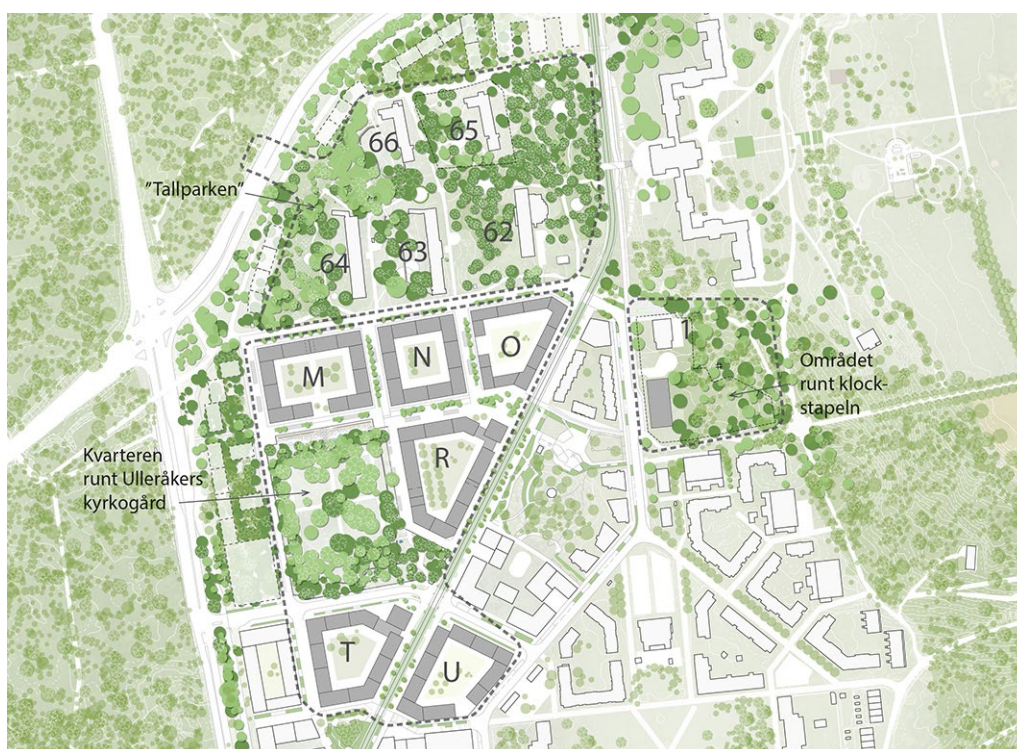 65
66
"Tallparken"
62
63
64
1
O
N
M
Området
runt klock-
stapeln
R
Kvarteren
runt Ulleråkers
kyrkogård
T
U